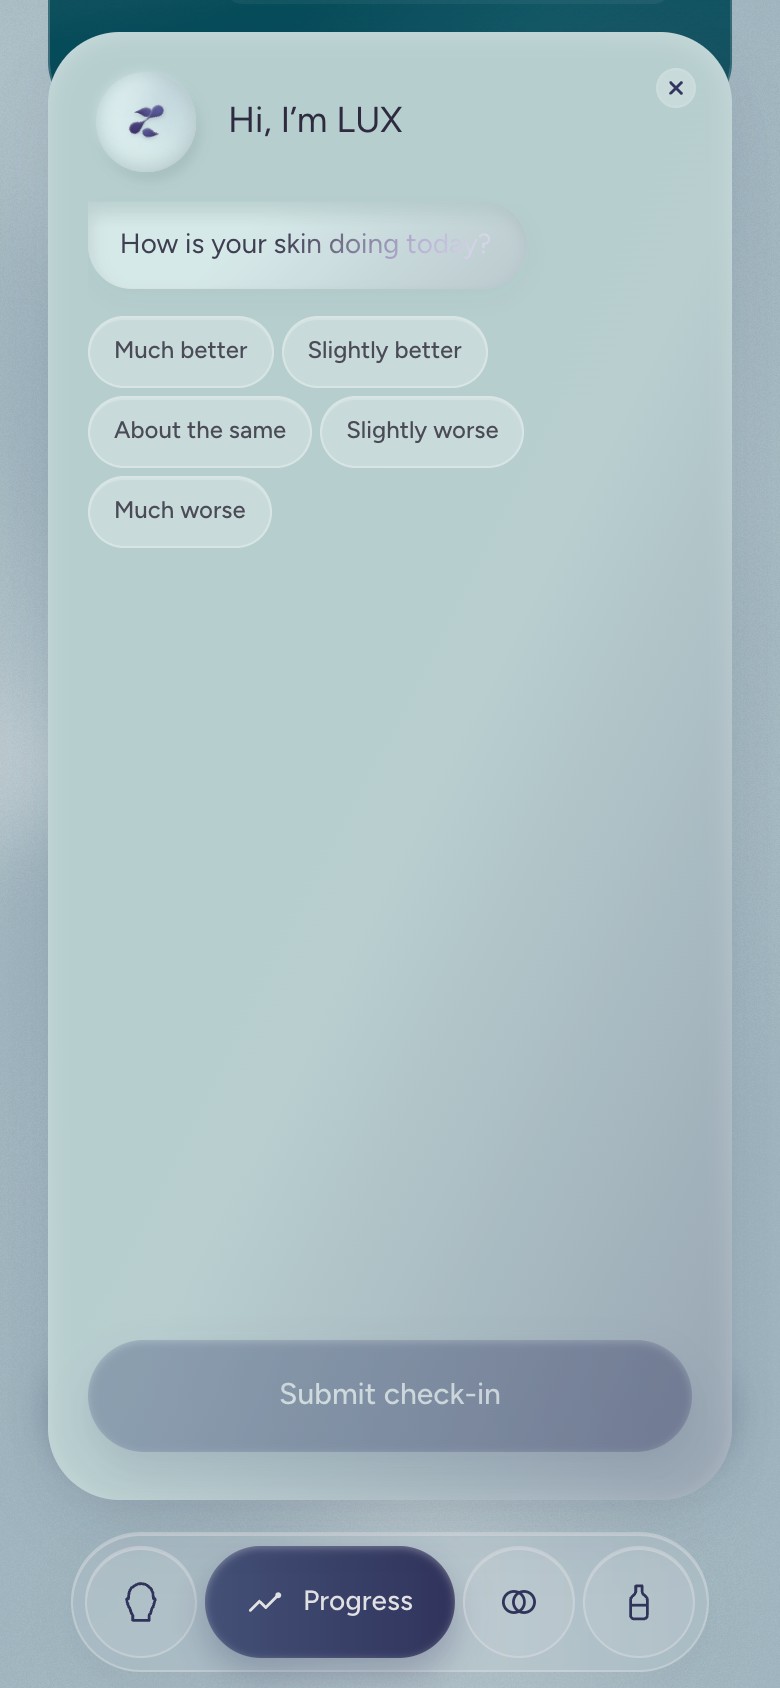 Hi, I’m LUX
How is your skin doing today?
Much better
Slightly better
About the same
Slightly worse
Much worse
Submit check-in
Progress